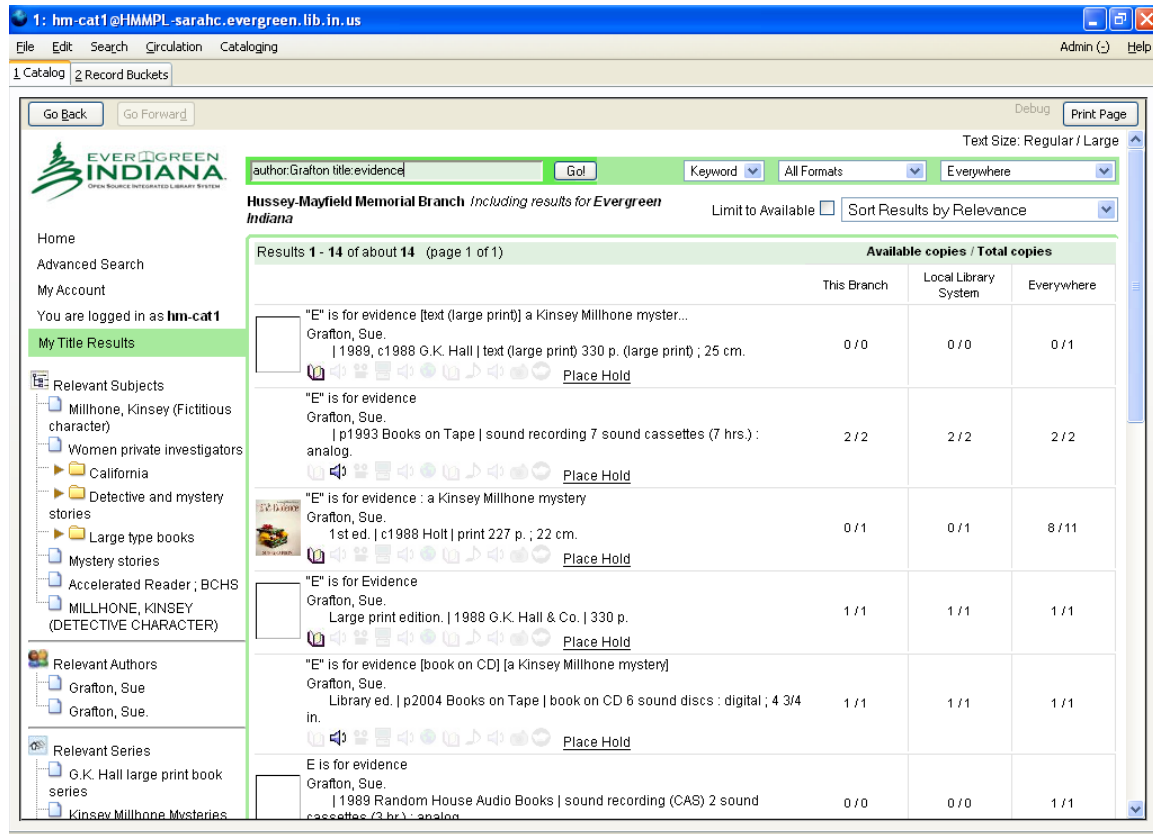 1: hm-cat1@HMMPL-sarahc.evergreen.lib.in.us
File Edit Search Circulation Cataloging Admin (-) Help
1 Catalog 2 Record Buckets
Go Back Go Forward Debug Print Page
Text Size: Regular / Large
EVERGREEN
INDIANA
OPEN SOURCE INTEGRATED LIBRARY SYSTEM
author:Grafton title:evidence Go! Keyword All Formats Everywhere
Hussey-Mayfield Memorial Branch Including results for Evergreen
Indiana
Limit to Available Sort Results by Relevance
Home
Advanced Search
My Account
You are logged in as hm-cat1
My Title Results
Relevant Subjects
Millhone, Kinsey (Fictitious
character)
Women private investigators
California
Detective and mystery
stories
Large type books
Mystery stories
Accelerated Reader ; BCHS
MILLHONE, KINSEY
(DETECTIVE CHARACTER)
Relevant Authors
Grafton, Sue
Grafton, Sue.
Relevant Series
G.K. Hall large print book
series
Kinsey Millhone Mysteries
Results 1 - 14 of about 14 (page 1 of 1) Available copies / Total copies
This Branch Local Library System Everywhere
"E" is for evidence [text (large print)] a Kinsey Millhone myster...
Grafton, Sue.
| 1989, c1988 G.K. Hall | text (large print) 330 p. (large print) ; 25 cm.
0 / 0 0 / 0 0 / 1
Place Hold
"E" is for evidence
Grafton, Sue.
| p1993 Books on Tape | sound recording 7 sound cassettes (7 hrs.) :
analog.
2 / 2 2 / 2 2 / 2
Place Hold
"E" is for evidence : a Kinsey Millhone mystery
Grafton, Sue.
1st ed. | c1988 Holt | print 227 p. ; 22 cm.
0 / 1 0 / 1 8 / 11
Place Hold
"E" is for Evidence
Grafton, Sue.
Large print edition. | 1988 G.K. Hall & Co. | 330 p.
1 / 1 1 / 1 1 / 1
Place Hold
"E" is for evidence [book on CD] [a Kinsey Millhone mystery]
Grafton, Sue.
Library ed. | p2004 Books on Tape | book on CD 6 sound discs : digital ; 4 3/4
in.
1 / 1 1 / 1 1 / 1
Place Hold
E is for evidence
Grafton, Sue.
| 1989 Random House Audio Books | sound recording (CAS) 2 sound
cassettes (3 hr.) : analog
0 / 0 0 / 0 1 / 1